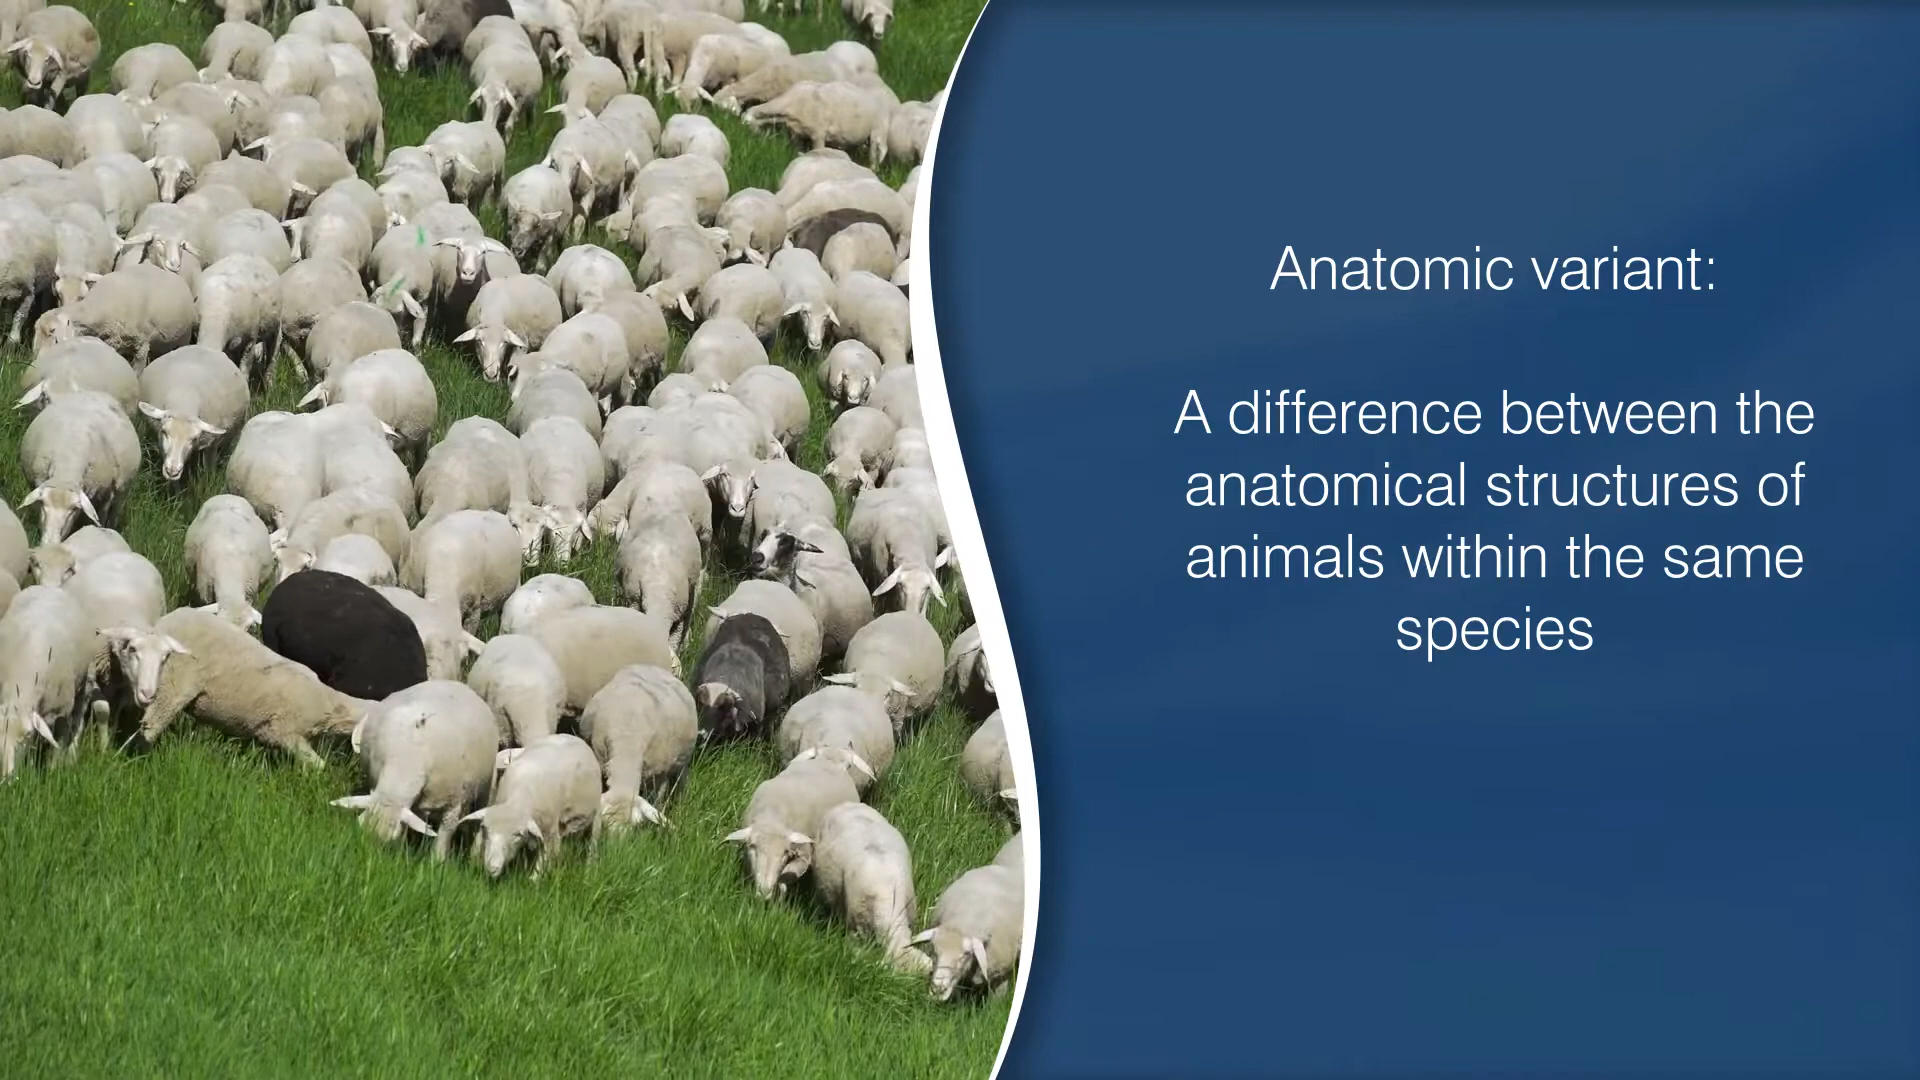 Anatomic variant:
A difference between the
anatomical structures of
animals within the same
species